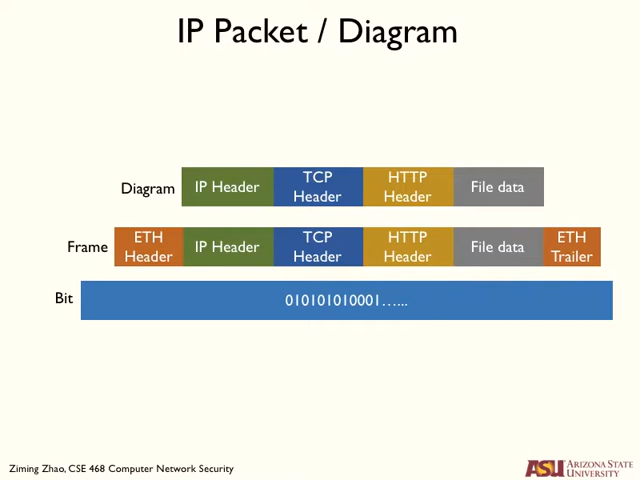 IP Packet / Diagram
Diagram
IP Header
TCP
Header
HTTP
Header
File data
Frame
ETH
Header
IP Header
TCP
Header
HTTP
Header
File data
ETH
Trailer
Bit
010101010001…...
Ziming Zhao, CSE 468 Computer Network Security
ASU ARIZONA STATE
UNIVERSITY